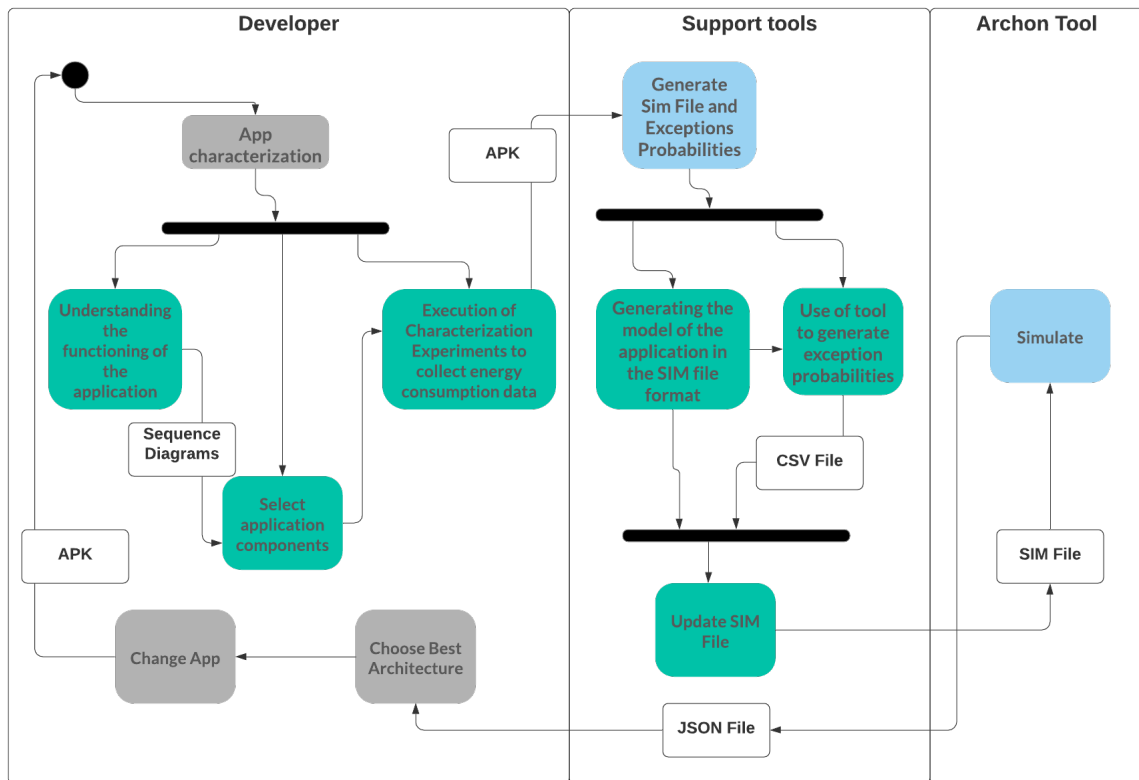 Developer
Support tools
Archon Tool
App
characterization
Generate
Sim File and
Exceptions
Probabilities
APK
Understanding
the
functioning of
the
application
Execution of
Characterization
Experiments to
collect energy
consumption data
Generating the
model of the
application in
the SIM file
format
Use of tool
to generate
exception
probabilities
Simulate
Sequence
Diagrams
CSV File
Select
application
components
APK
SIM File
Update SIM
File
Change App
Choose Best
Architecture
JSON File